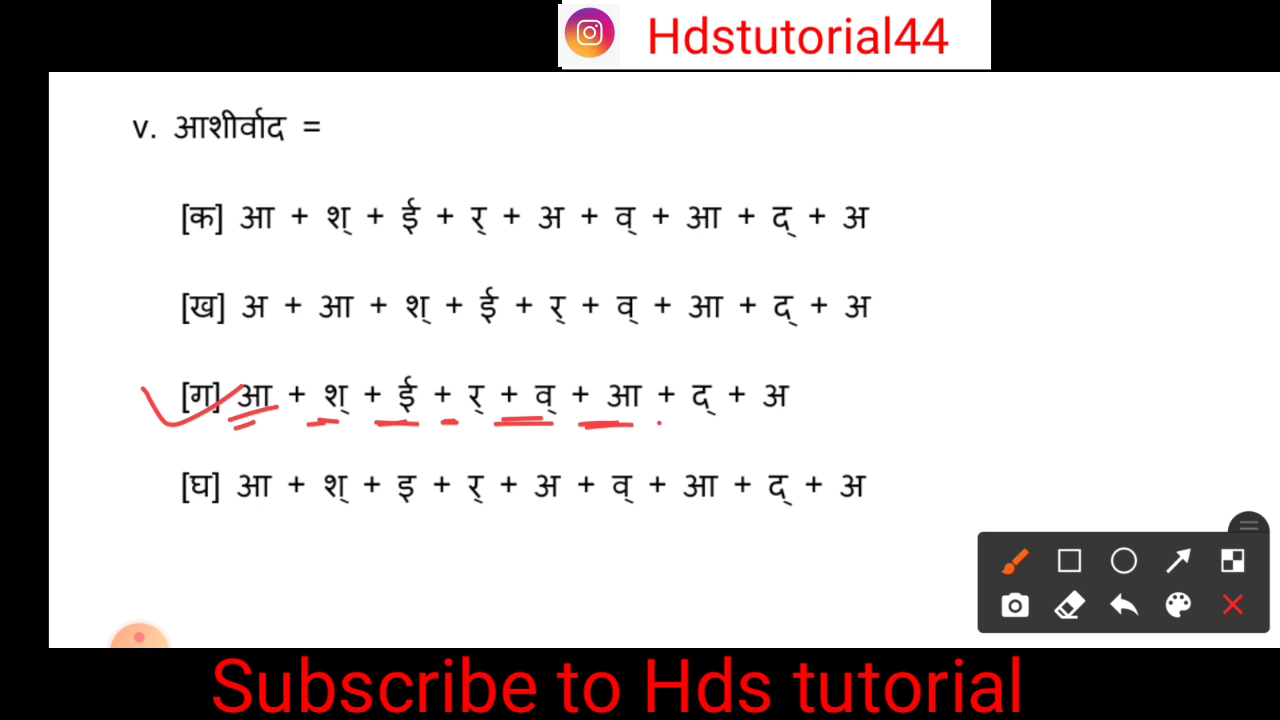 Hdstutorial44
v. आशीर्वाद =
[क] आ + श् + ई + र् + अ + व् + आ + द् + अ
[ख] अ + आ + श् + ई + र् + व् + आ + द् + अ
[ग] आ + श् + ई + र् + व् + आ + द् + अ
[घ] आ + श् + इ + र् + अ + व् + आ + द् + अ
Subscribe to Hds tutorial